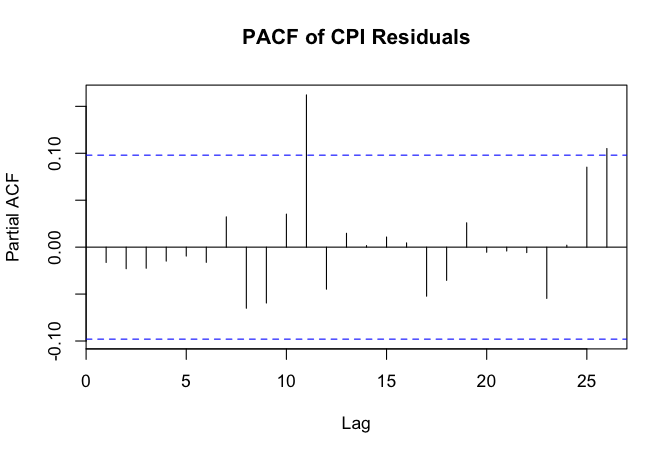 PACF of CPI Residuals
Partial ACF
0.10
0.00
-0.10
0 5 10 15 20 25
Lag